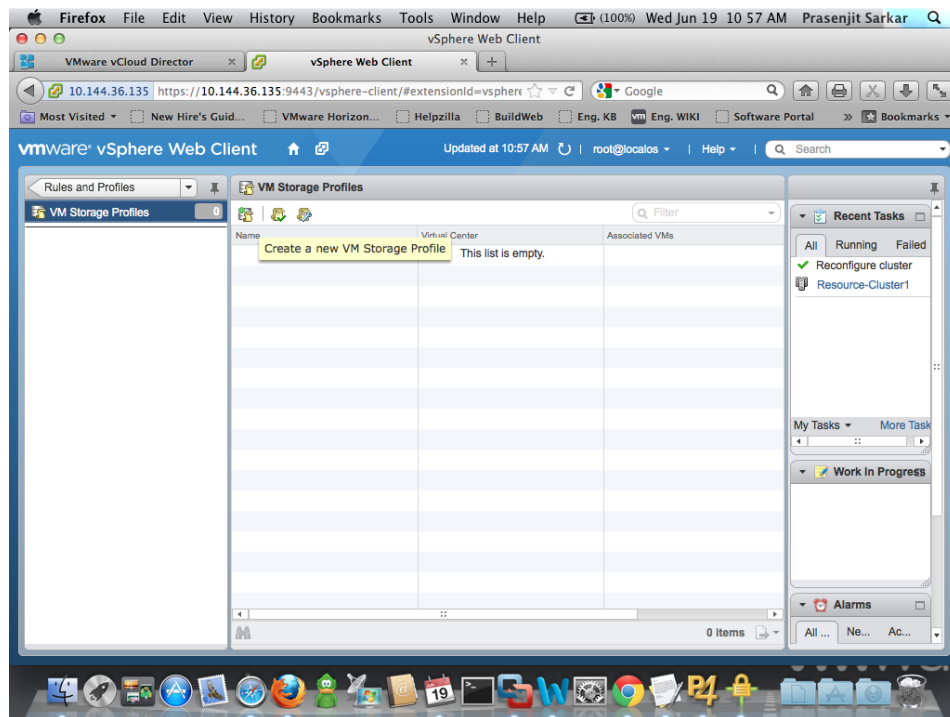 Firefox File Edit View History Bookmarks Tools Window Help (100%) Wed Jun 19 10 57 AM Prasenjit Sarkar
vSphere Web Client
VMware vCloud Director × vSphere Web Client × +
10.144.36.135 https://10.144.36.135:9443/vsphere-client/#extensionId=vspher Google
Most Visited New Hire's Guid... VMware Horizon... Helpzilla BuildWeb Eng. KB vm Eng. WIKI Software Portal » Bookmarks
vmware® vSphere Web Client Updated at 10:57 AM | root@localos | Help | Search
Rules and Profiles VM Storage Profiles
VM Storage Profiles 0 Filter Recent Tasks
Name Virtual Center Associated VMs All Running Failed
Create a new VM Storage Profile This list is empty. Reconfigure cluster
Resource-Cluster1
My Tasks More Task
Work In Progress
Alarms
0 items All ... Ne... Ac...
19 P4